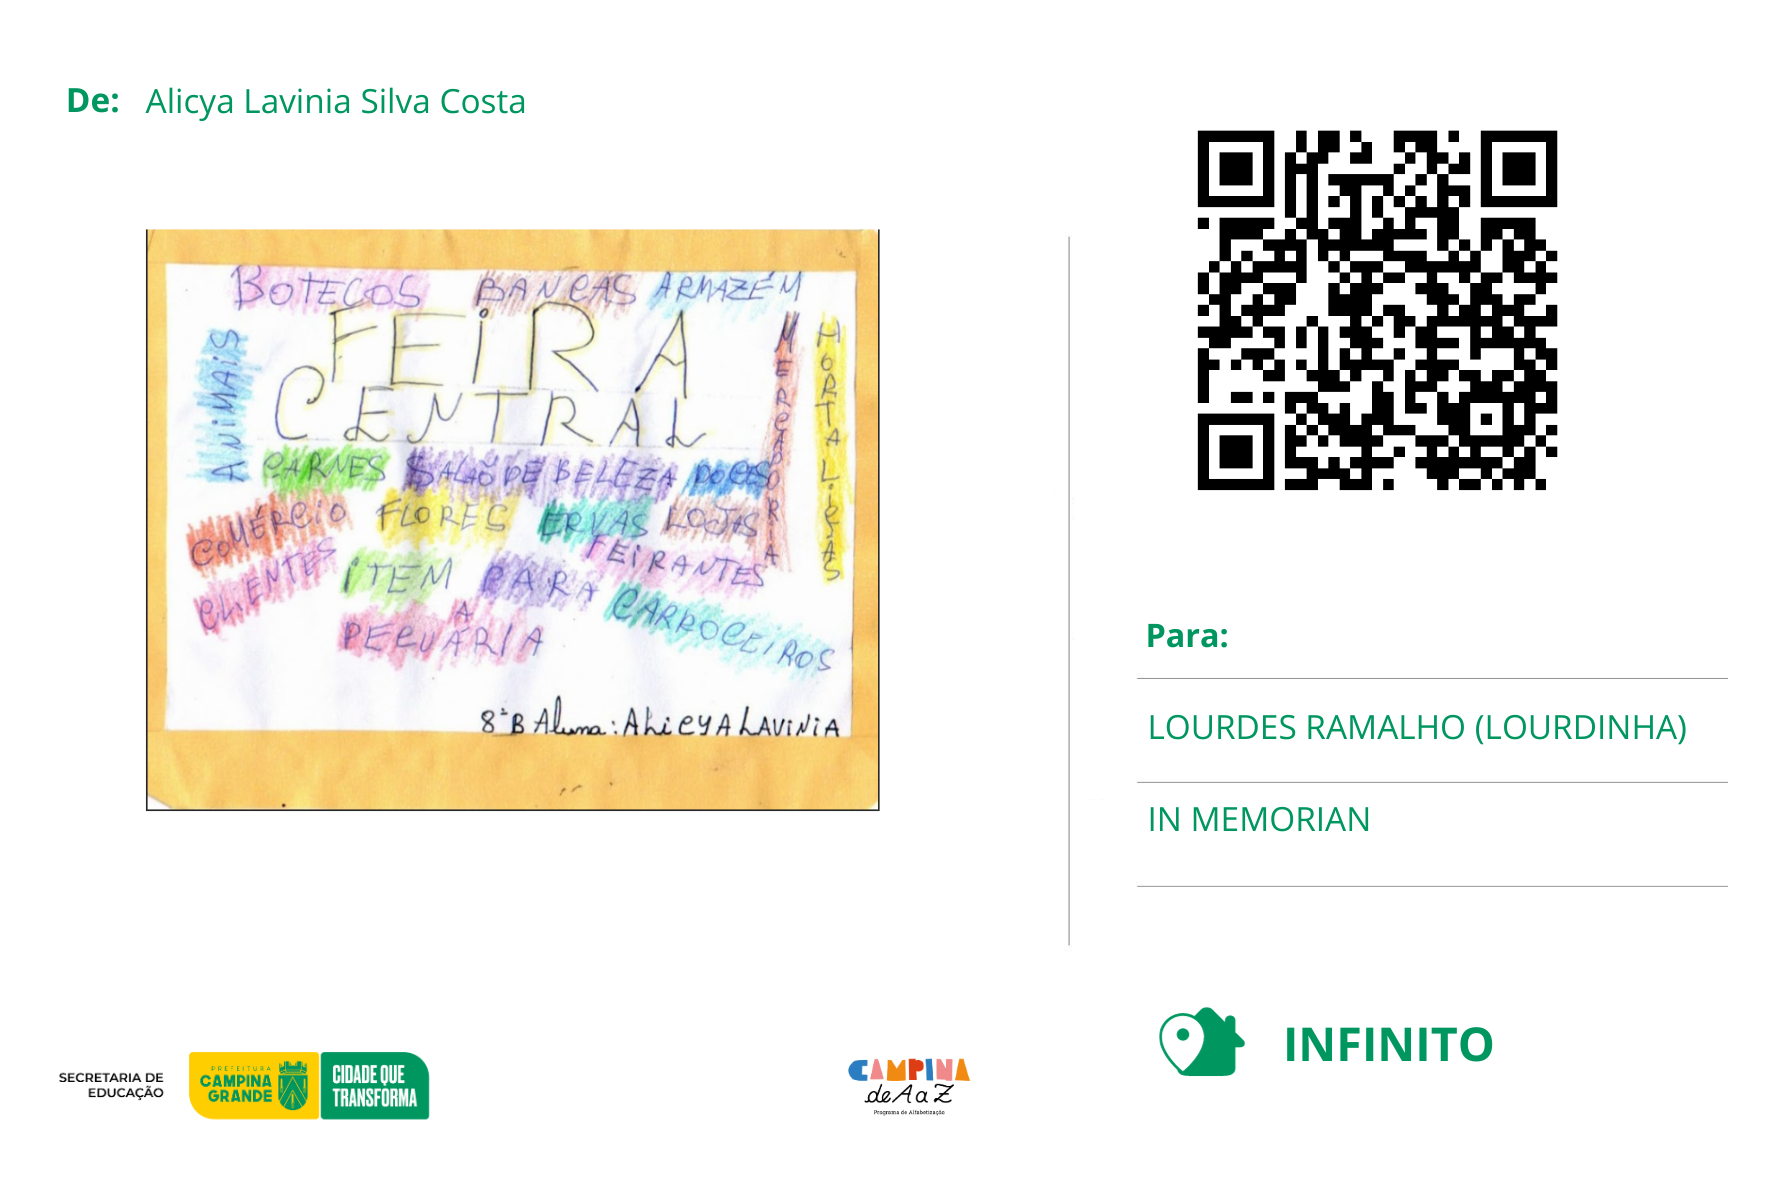 De: Alicya Lavinia Silva Costa
BOTECOS BANCAS ARMAZÉM
FEIRA
CENTRAL
ANIMAIS
MERCADORIA
HORTALIÇAS
CARNES SALÕ DE BELEZA DOCES
COMÉRCIO FLORES ERVAS LOJAS
CLIENTES ITEM PARA FEIRANTES
A
PECUÁRIA CARROCEIROS
8ª B Aluna: ALICYA LAVINIA
Para:
LOURDES RAMALHO (LOURDINHA)
IN MEMORIAN
INFINITO
SECRETARIA DE
EDUCAÇÃO
PREFEITURA
CAMPINA
GRANDE
CIDADE QUE
TRANSFORMA
CAMPINA
de A a Z
Programa de Alfabetização